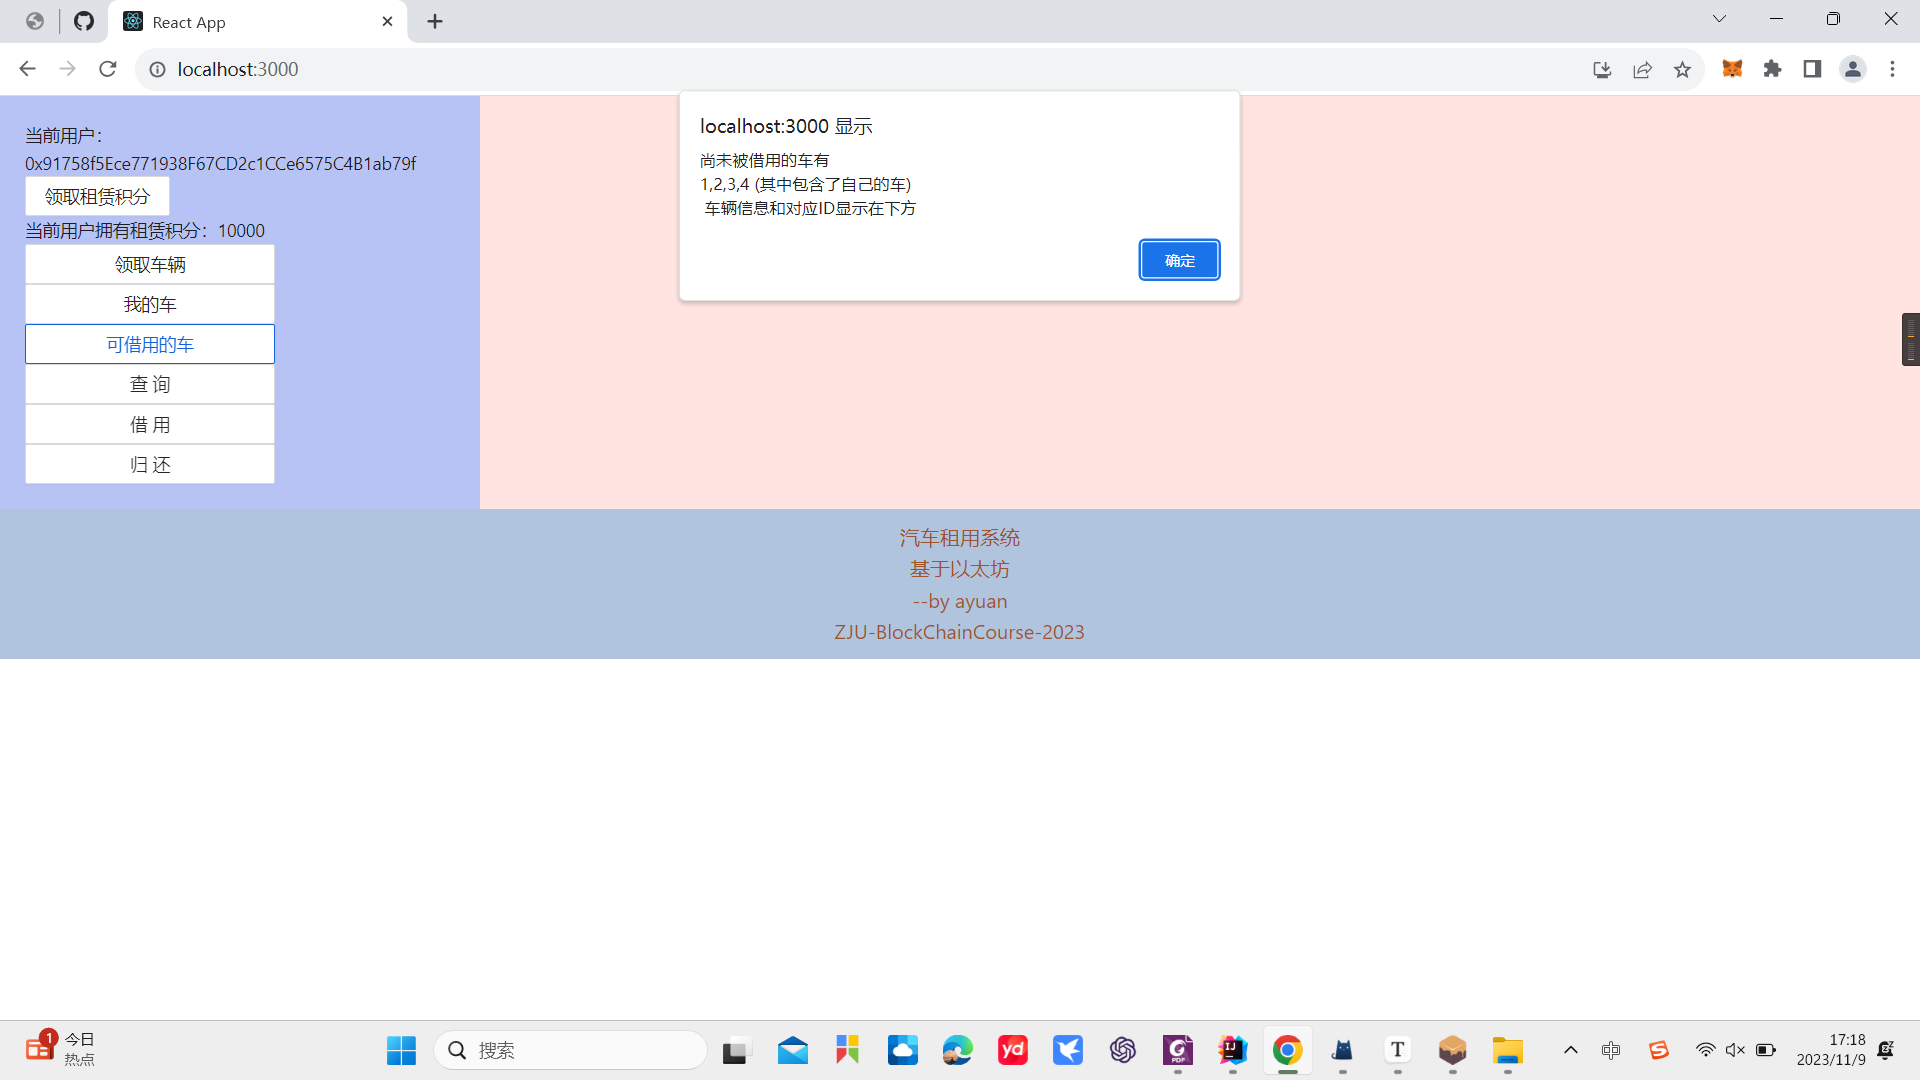 React App
localhost:3000
localhost:3000 显示
尚未被借用的车有
1,2,3,4 (其中包含了自己的车)
车辆信息和对应ID显示在下方
确定
当前用户：
0x91758f5Ece771938F67CD2c1CCe6575C4B1ab79f
领取租赁积分
当前用户拥有租赁积分：10000
领取车辆
我的车
可借用的车
查 询
借 用
归 还
汽车租用系统
基于以太坊
--by ayuan
ZJU-BlockChainCourse-2023
1
今日
热点
搜索
yd
PDF
IJ
T
中
17:18
2023/11/9